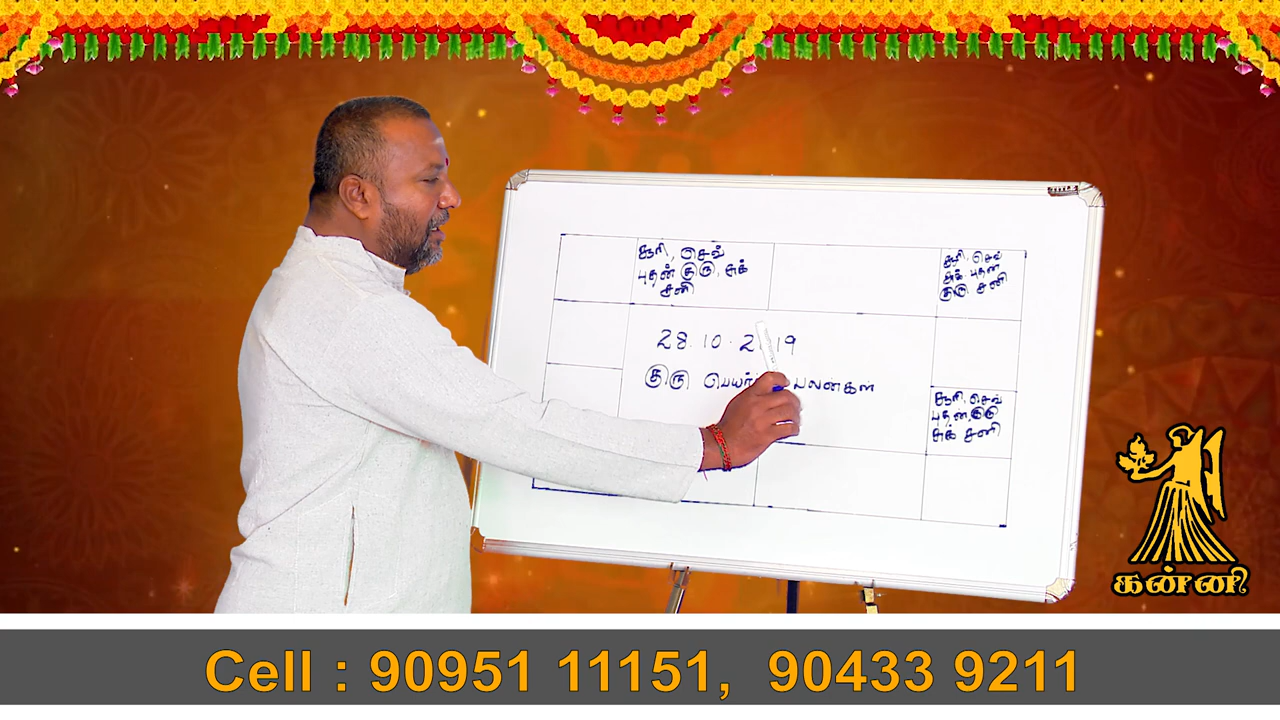 சூரி, செவ்
புதன் குரு, சுக்
சனி
சூரி, செவ்
சுக் புதன்
குரு, சனி
28.10.2019
குரு பெயர் பலன்கள்
சூரி, செவ்
புதன், குரு
சுக் சனி
கன்னி
Cell : 90951 11151, 90433 9211